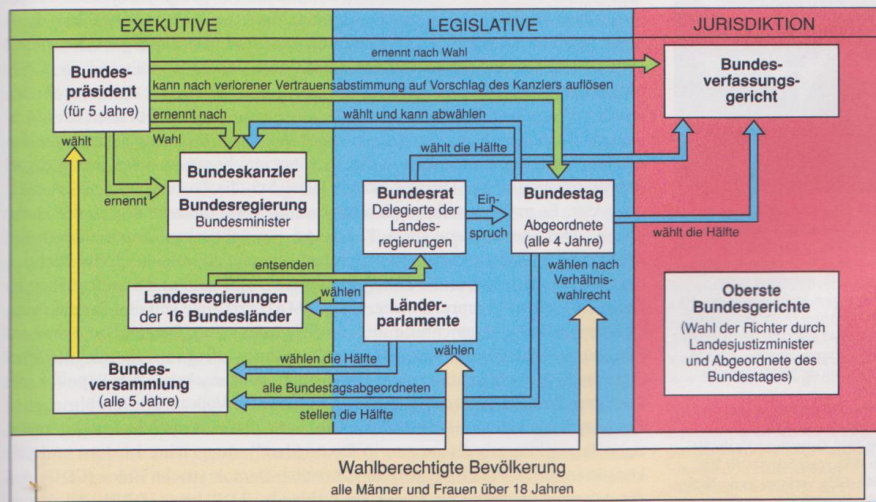 EXEKUTIVE
LEGISLATIVE
JURISDIKTION
Bundes-
präsident
(für 5 Jahre)
ernennt nach Wahl
Bundes-
verfassungs-
gericht
kann nach verlorener Vertrauensabstimmung auf Vorschlag des Kanzlers auflösen
ernennt nach
Wahl
wählt und kann abwählen
wählt
wählt die Hälfte
Bundeskanzler
Bundesregierung
Bundesminister
ernennt
Bundesrat
Delegierte der
Landes-
regierungen
Ein-
spruch
Bundestag
Abgeordnete
(alle 4 Jahre)
wählt die Hälfte
entsenden
wählen nach
Verhältnis-
wahlrecht
Landesregierungen
der 16 Bundesländer
wählen
Länder-
parlamente
wählen
Oberste
Bundesgerichte
(Wahl der Richter durch
Landesjustizminister
und Abgeordnete des
Bundestages)
Bundes-
versammlung
(alle 5 Jahre)
wählen die Hälfte
alle Bundestagsabgeordneten
stellen die Hälfte
Wahlberechtigte Bevölkerung
alle Männer und Frauen über 18 Jahren